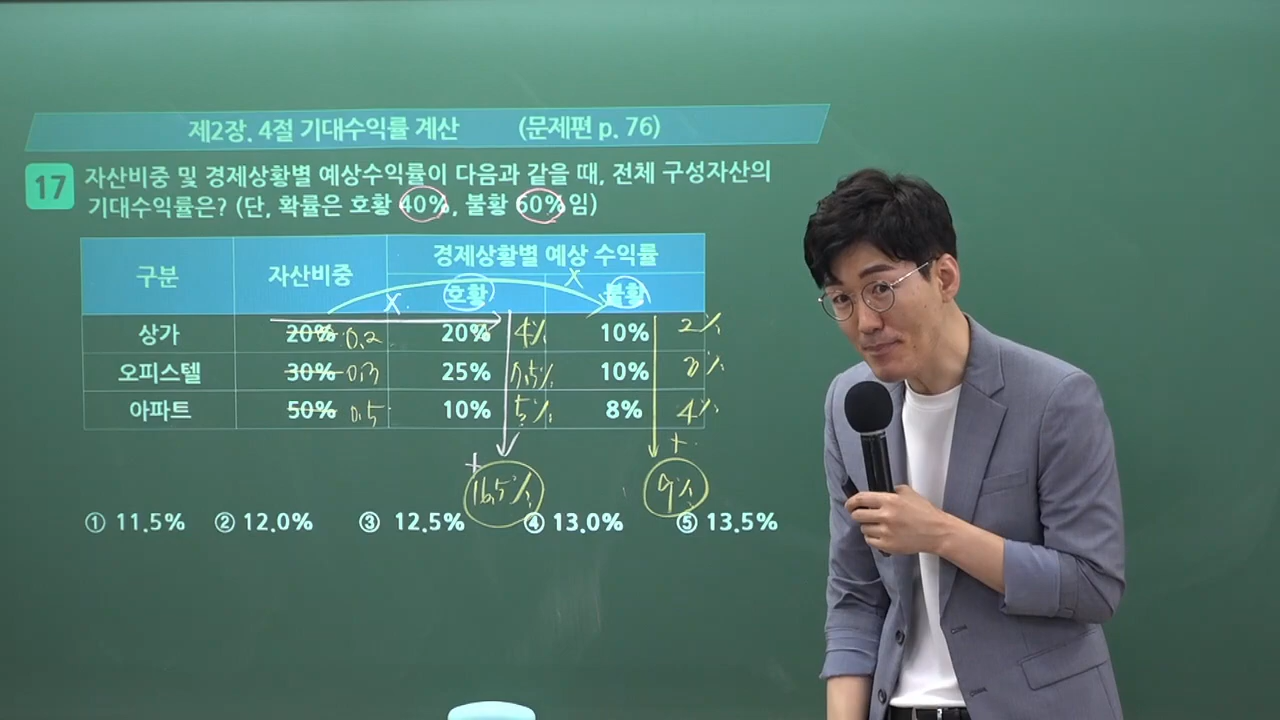 제2장. 4절 기대수익률 계산 (문제편 p. 76)
17 자산비중 및 경제상황별 예상수익률이 다음과 같을 때, 전체 구성자산의
기대수익률은? (단, 확률은 호황 40%, 불황 60%임)
구분 자산비중 경제상황별 예상 수익률
X X
호황 불황
상가 20% 0.2 20% 4% 10% 2%
오피스텔 30% 0.3 25% 7.5% 10% 3%
아파트 50% 0.5 10% 5% 8% 4%
+ +
16.5% 9%
① 11.5% ② 12.0% ③ 12.5% ④ 13.0% ⑤ 13.5%